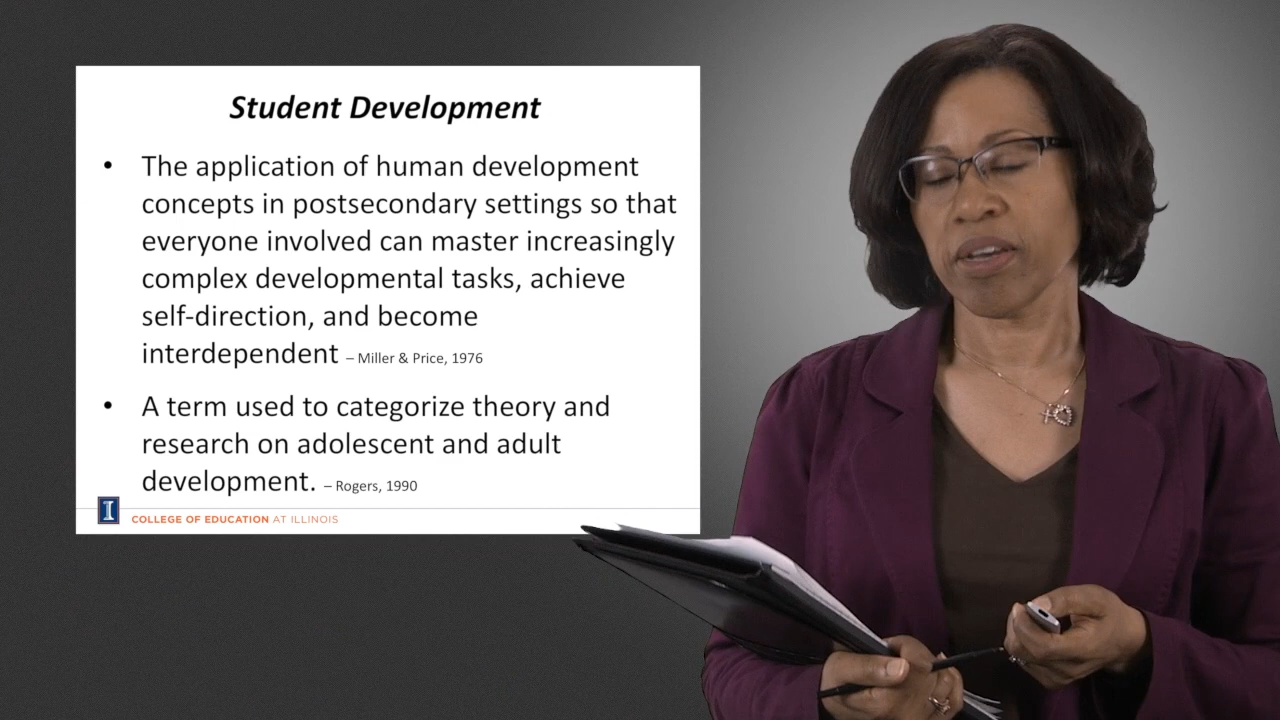 Student Development
• The application of human development
concepts in postsecondary settings so that
everyone involved can master increasingly
complex developmental tasks, achieve
self-direction, and become
interdependent – Miller & Price, 1976
• A term used to categorize theory and
research on adolescent and adult
development. – Rogers, 1990
I
COLLEGE OF EDUCATION AT ILLINOIS